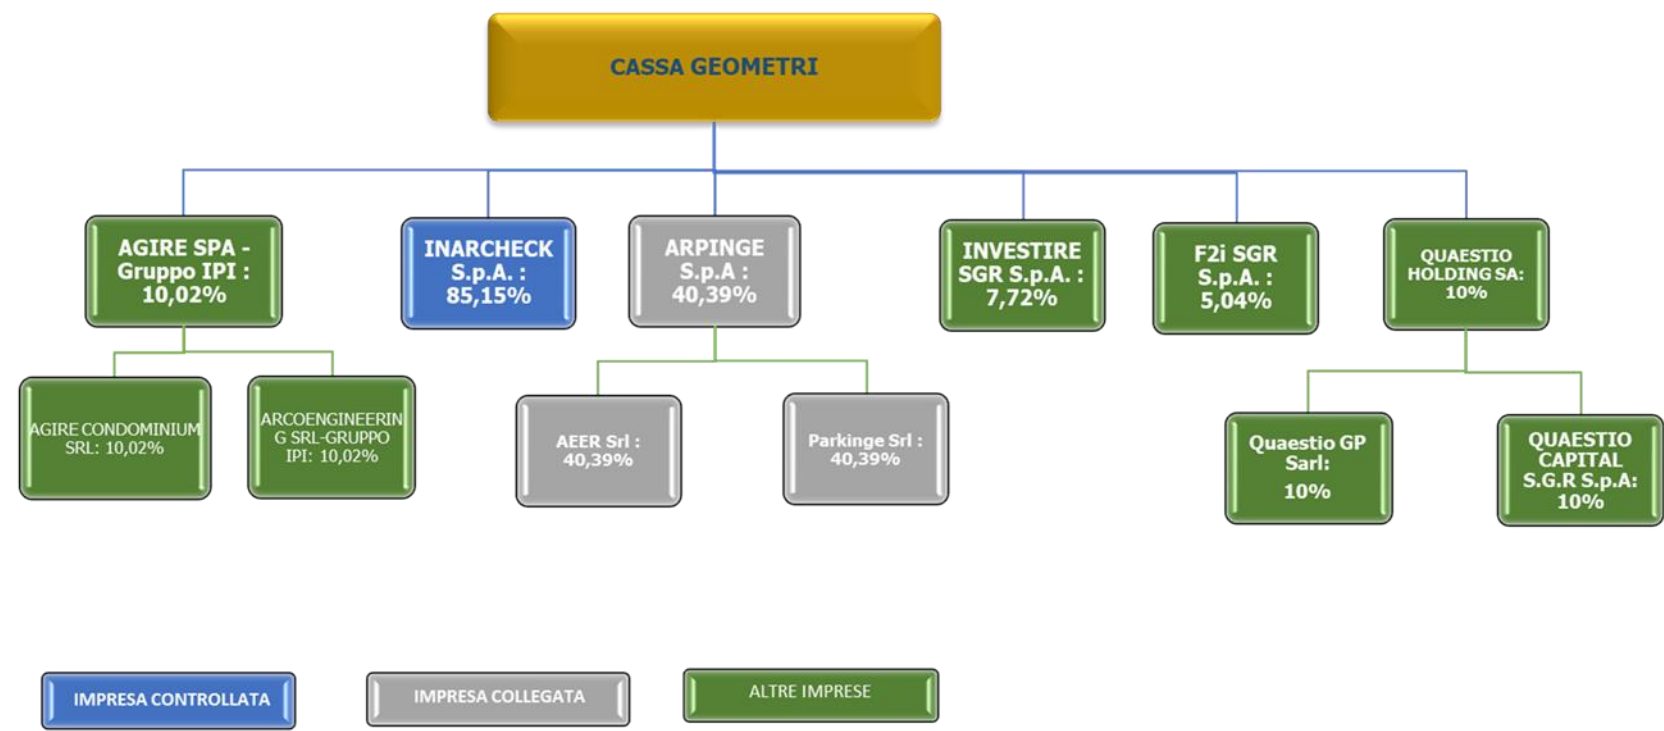 CASSA GEOMETRI
AGIRE SPA -
Gruppo IPI :
10,02%
INARCHECK
S.p.A. :
85,15%
ARPINGE
S.p.A :
40,39%
INVESTIRE
SGR S.p.A. :
7,72%
F2i SGR
S.p.A. :
5,04%
QUAESTIO
HOLDING SA:
10%
AGIRE CONDOMINIUM
SRL: 10,02%
ARCOENGINEERIN
G SRL-GRUPPO
IPI: 10,02%
AEER Srl :
40,39%
Parkinge Srl :
40,39%
Quaestio GP
Sarl:
10%
QUAESTIO
CAPITAL
S.G.R S.p.A:
10%
IMPRESA CONTROLLATA
IMPRESA COLLEGATA
ALTRE IMPRESE